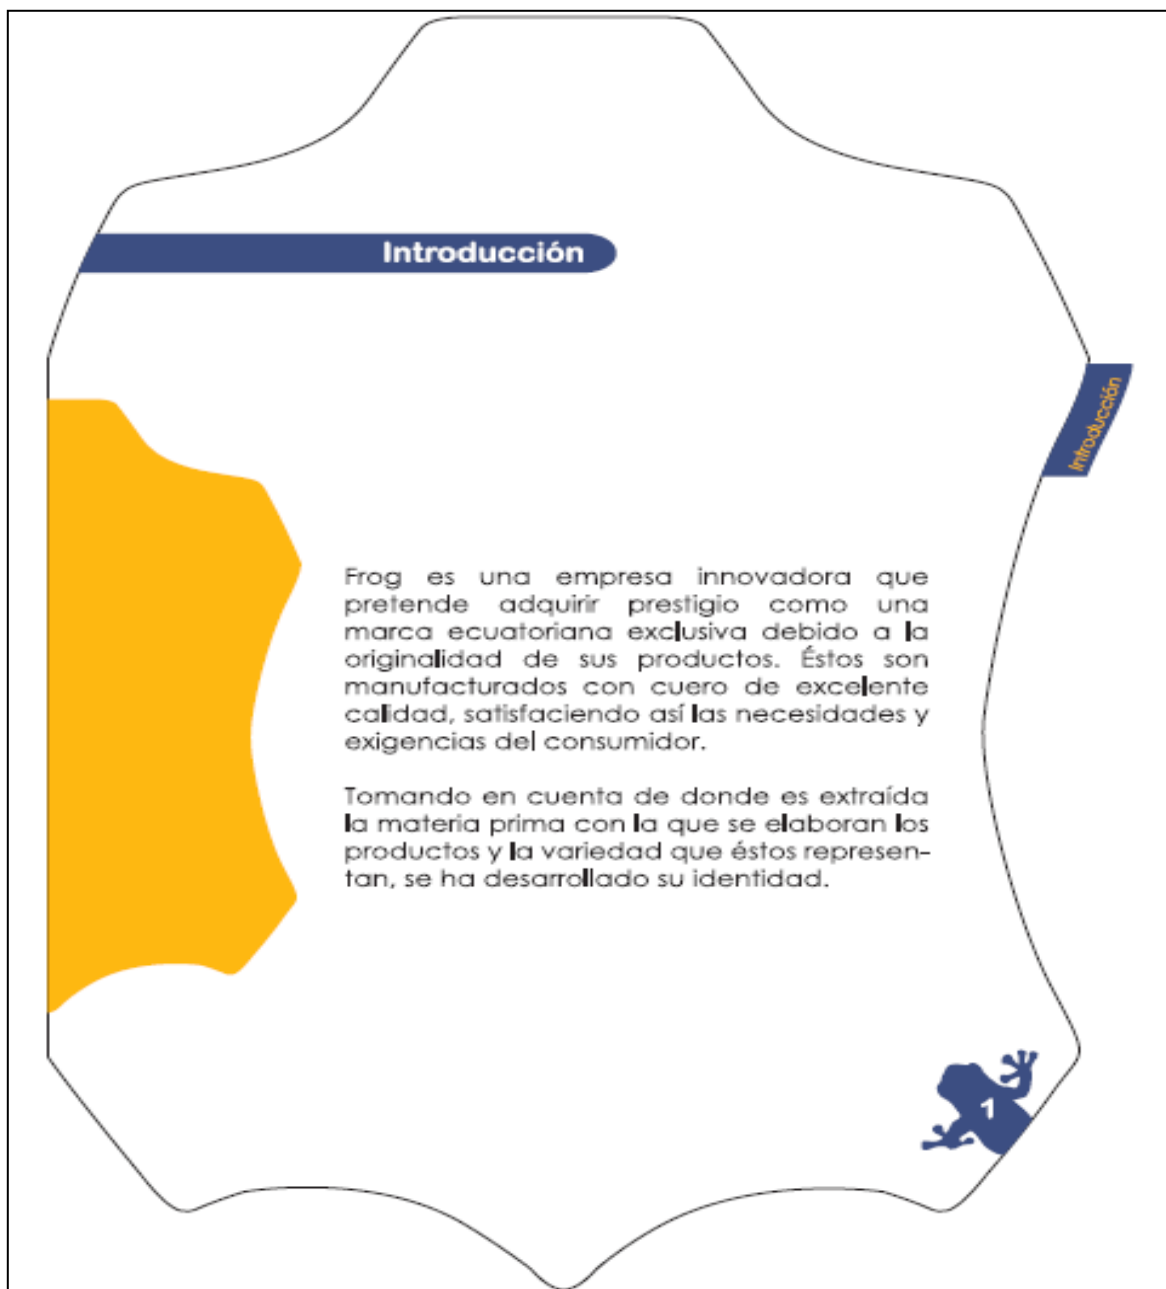 Introducción
Introducción
Frog es una empresa innovadora que
pretende adquirir prestigio como una
marca ecuatoriana exclusiva debido a la
originalidad de sus productos. Éstos son
manufacturados con cuero de excelente
calidad, satisfaciendo así las necesidades y
exigencias del consumidor.
Tomando en cuenta de donde es extraída
la materia prima con la que se elaboran los
productos y la variedad que éstos represen-
tan, se ha desarrollado su identidad.
1